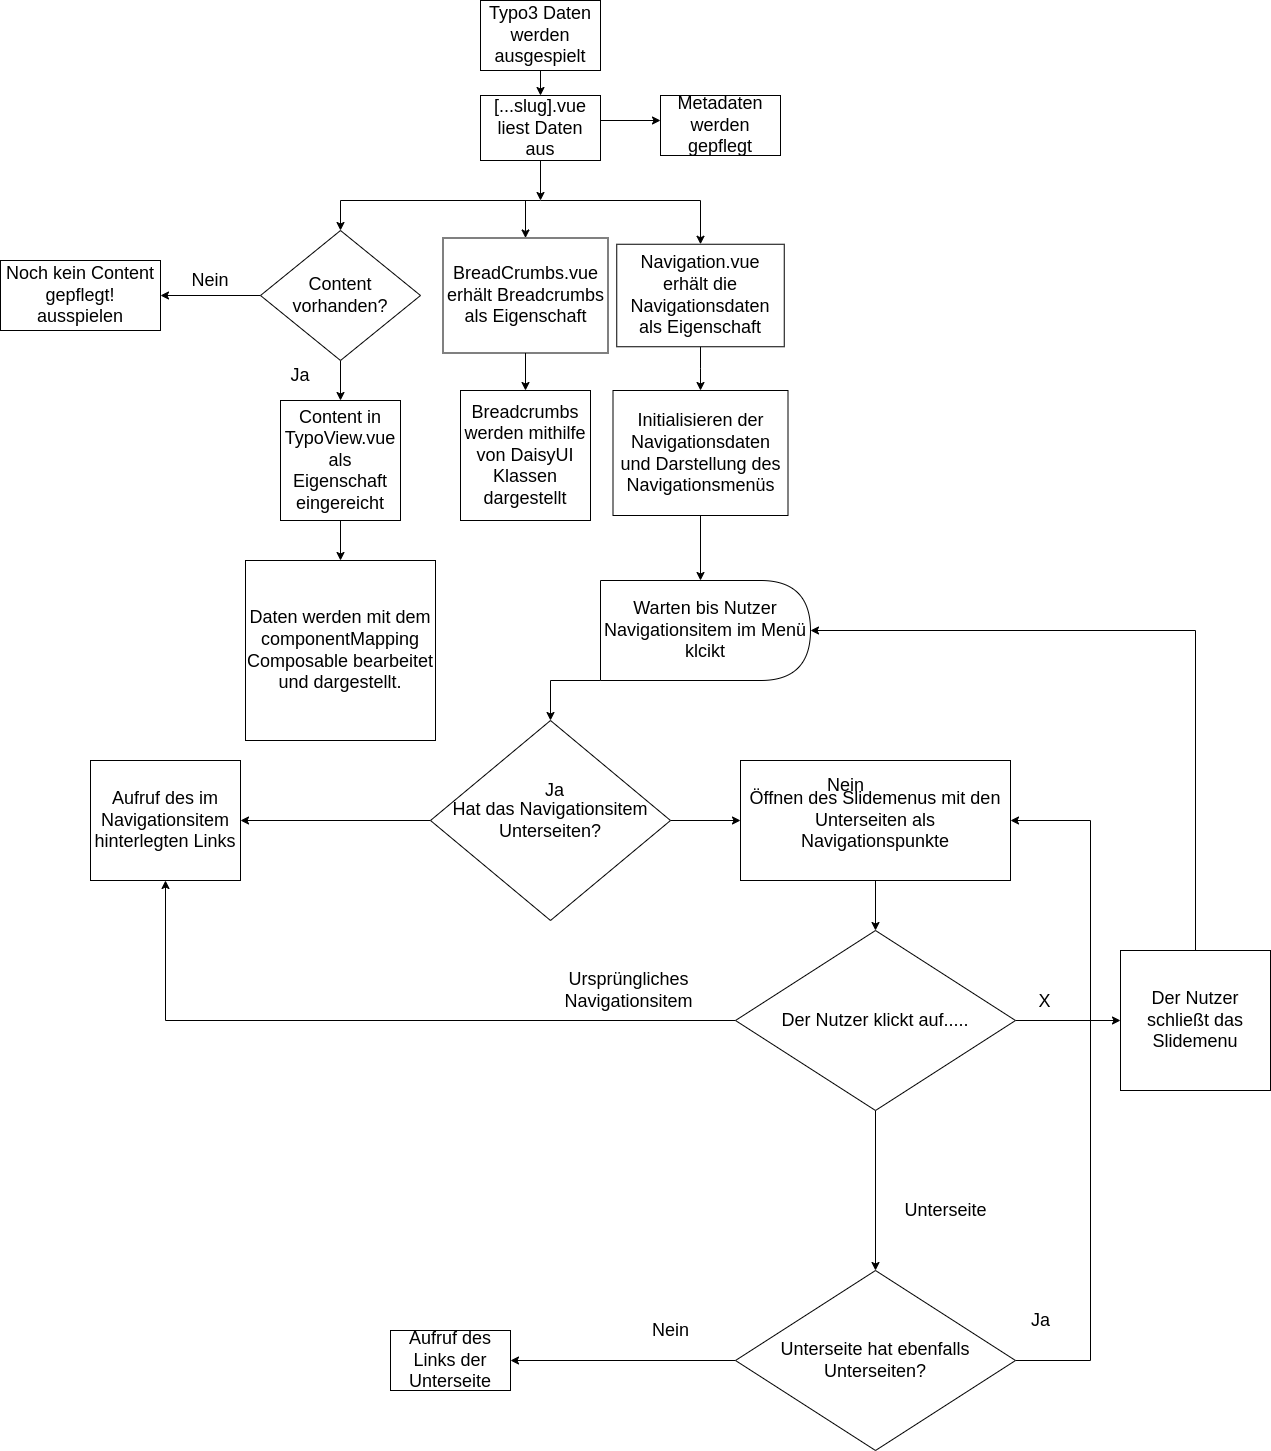 Typo3 Daten
werden
ausgespielt
[...slug].vue
liest Daten
aus
Metadaten
werden
gepflegt
Noch kein Content
gepflegt!
ausspielen
Nein
Content
vorhanden?
BreadCrumbs.vue
erhält Breadcrumbs
als Eigenschaft
Navigation.vue
erhält die
Navigationsdaten
als Eigenschaft
Ja
Content in
TypoView.vue
als
Eigenschaft
eingereicht
Breadcrumbs
werden mithilfe
von DaisyUI
Klassen
dargestellt
Initialisieren der
Navigationsdaten
und Darstellung des
Navigationsmenüs
Daten werden mit dem
componentMapping
Composable bearbeitet
und dargestellt.
Warten bis Nutzer
Navigationsitem im Menü
klcikt
Aufruf des im
Navigationsitem
hinterlegten Links
Ja
Hat das Navigationsitem
Unterseiten?
Nein
Öffnen des Slidemenus mit den
Unterseiten als
Navigationspunkte
Ursprüngliches
Navigationsitem
Der Nutzer klickt auf.....
X
Der Nutzer
schließt das
Slidemenu
Unterseite
Aufruf des
Links der
Unterseite
Nein
Unterseite hat ebenfalls
Unterseiten?
Ja